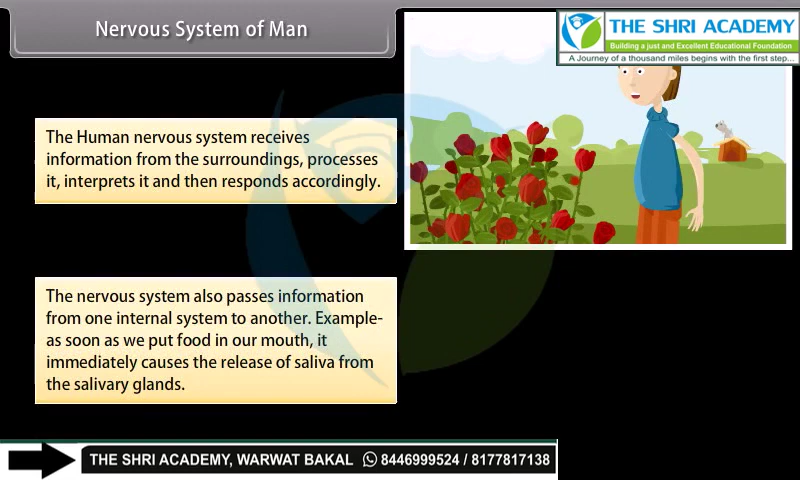 Nervous System of Man
THE SHRI ACADEMY
Building a just and Excellent Educational Foundation
A Journey of a thousand miles begins with the first step...
The Human nervous system receives
information from the surroundings, processes
it, interprets it and then responds accordingly.
The nervous system also passes information
from one internal system to another. Example-
as soon as we put food in our mouth, it
immediately causes the release of saliva from
the salivary glands.
THE SHRI ACADEMY, WARWAT BAKAL 8446999524 / 8177817138